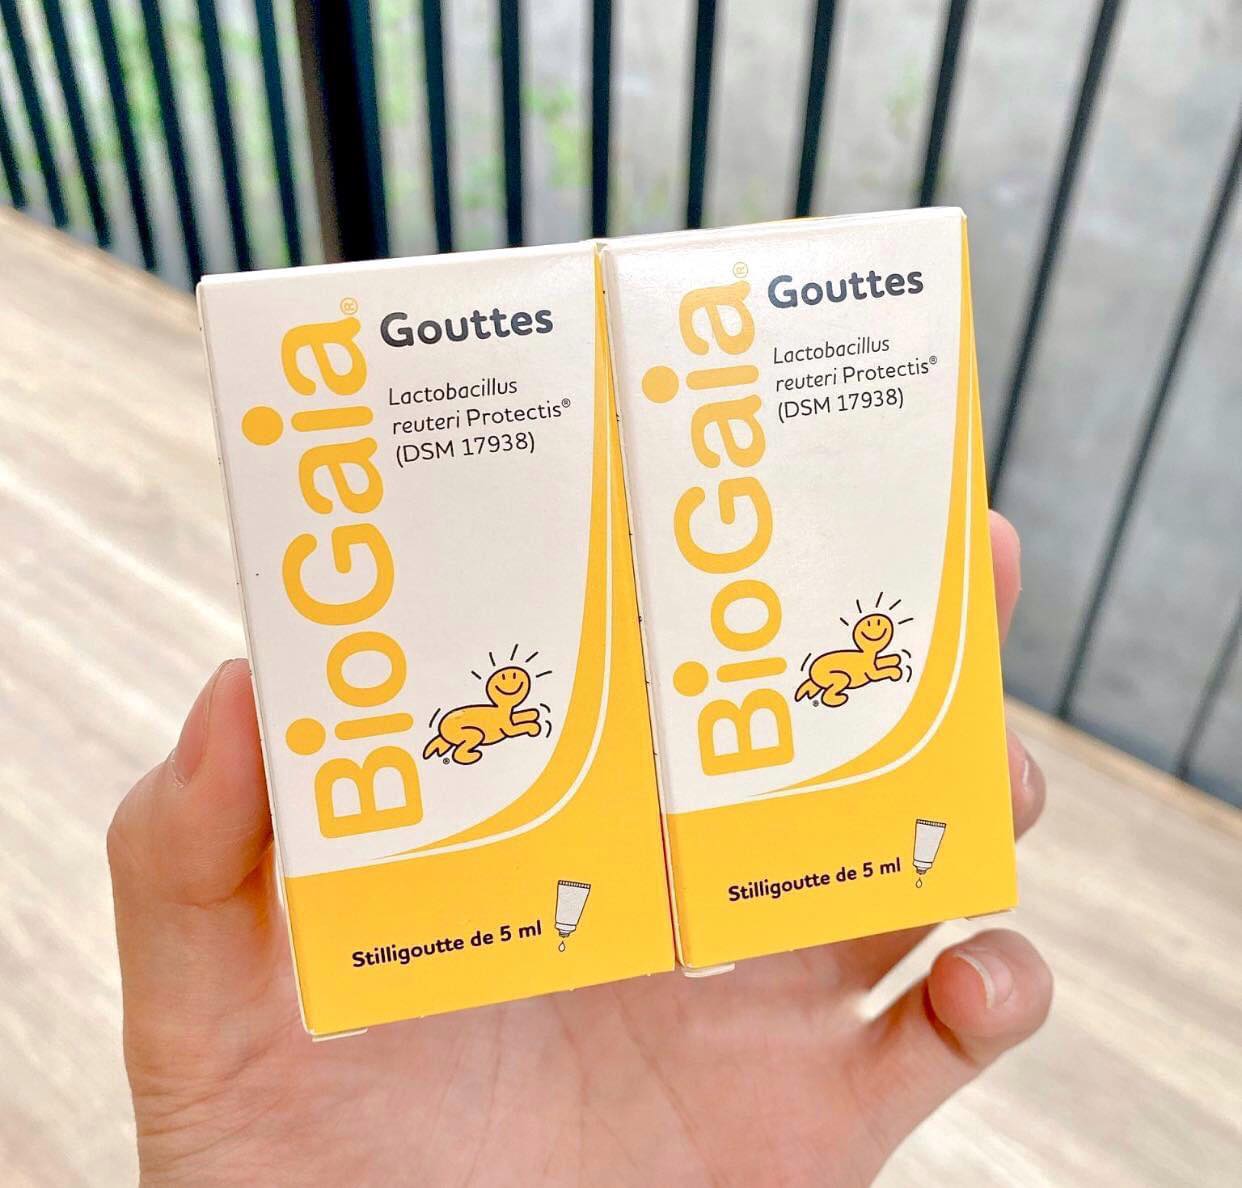 BioGaia®
Gouttes
Lactobacillus
reuteri Protectis®
(DSM 17938)
Stilligoutte de 5 ml
BioGaia®
Gouttes
Lactobacillus
reuteri Protectis®
(DSM 17938)
Stilligoutte de 5 ml